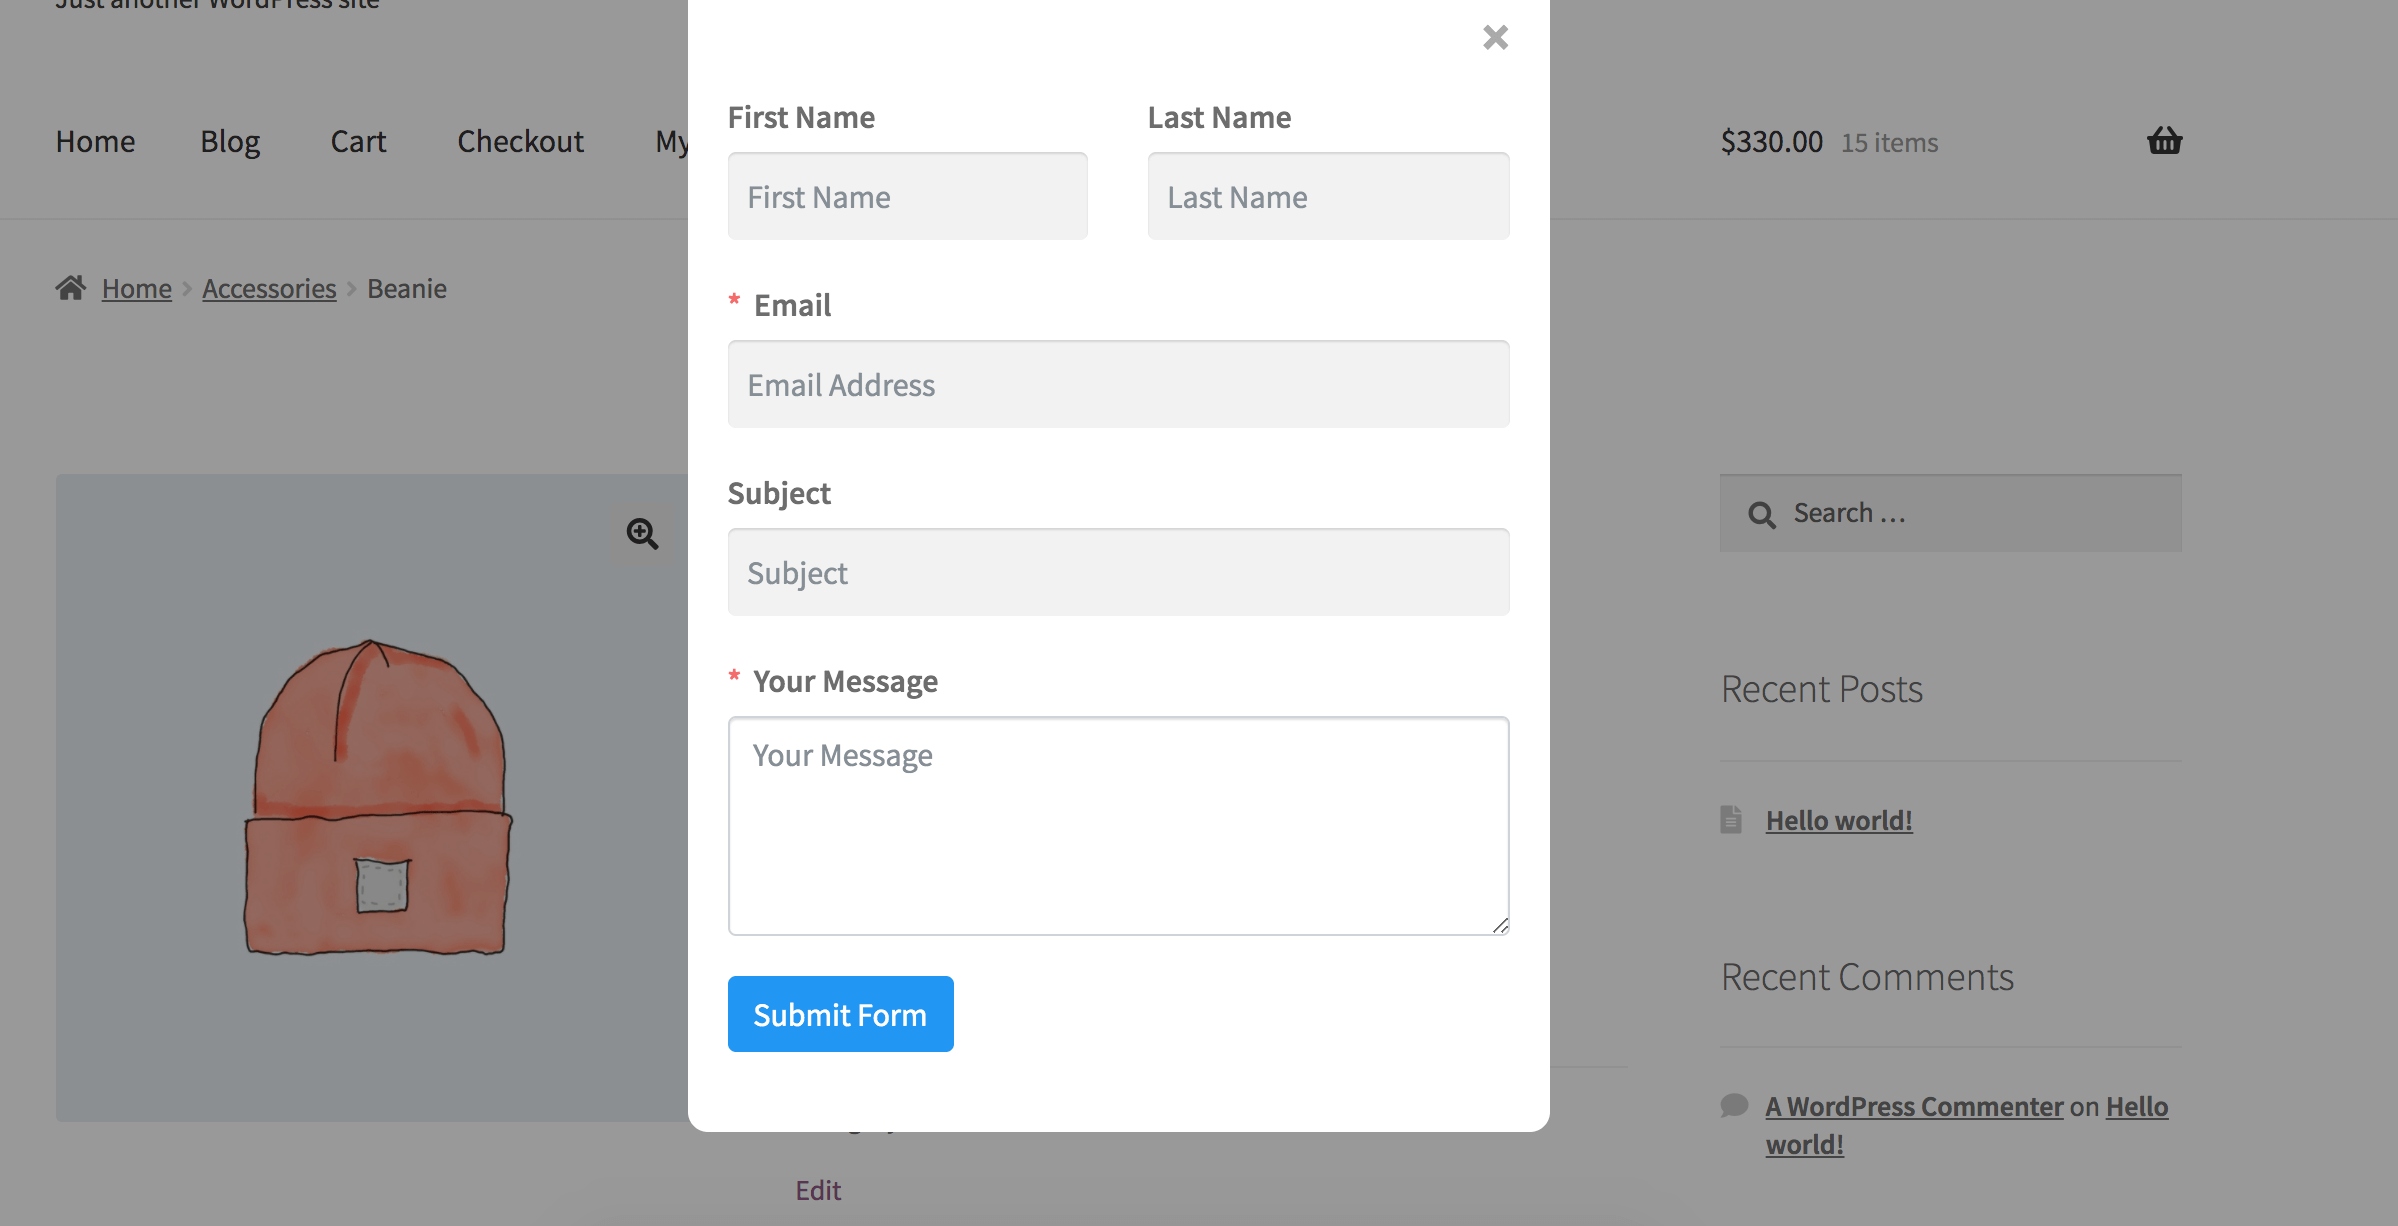 Just another WordPress site
Home Blog Cart Checkout My
$330.00 15 items
Home Accessories Beanie
First Name Last Name
First Name Last Name
* Email
Email Address
Subject
Subject
* Your Message
Your Message
Submit Form
Edit
Search …
Recent Posts
Hello world!
Recent Comments
A WordPress Commenter on Hello
world!